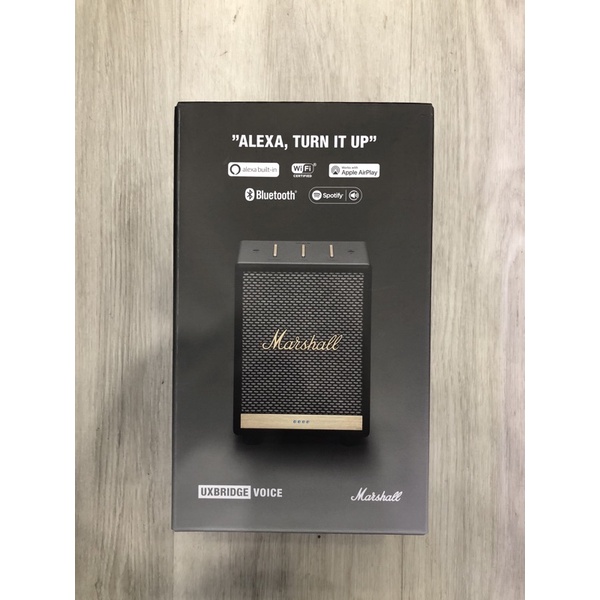 ”ALEXA, TURN IT UP”
alexa built-in
WiFi CERTIFIED
Works with
Apple AirPlay
Bluetooth®
Spotify®
Marshall
UXBRIDGE VOICE
Marshall